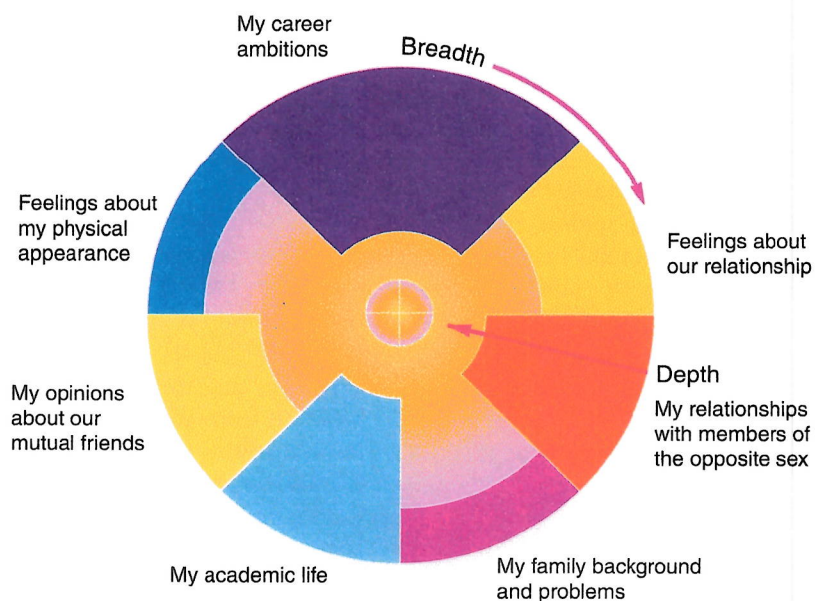 My career
ambitions
Breadth
Feelings about
our relationship
Depth
My relationships
with members of
the opposite sex
My family background
and problems
My academic life
My opinions
about our
mutual friends
Feelings about
my physical
appearance